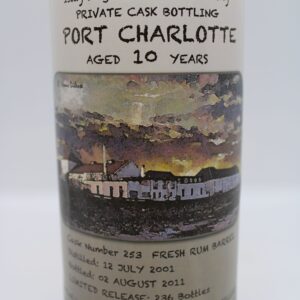 PRIVATE CASK BOTTLING
PORT CHARLOTTE
AGED 10 YEARS
Cask Number 253 FRESH RUM BARREL
Distilled: 12 JULY 2001
Bottled: 02 AUGUST 2011
LIMITED RELEASE: 236 Bottles